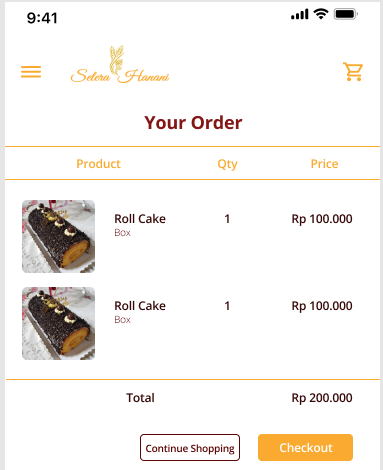 9:41
Selera Hanani
Your Order
Product Qty Price
Roll Cake 1 Rp 100.000
Box
Roll Cake 1 Rp 100.000
Box
Total Rp 200.000
Continue Shopping Checkout